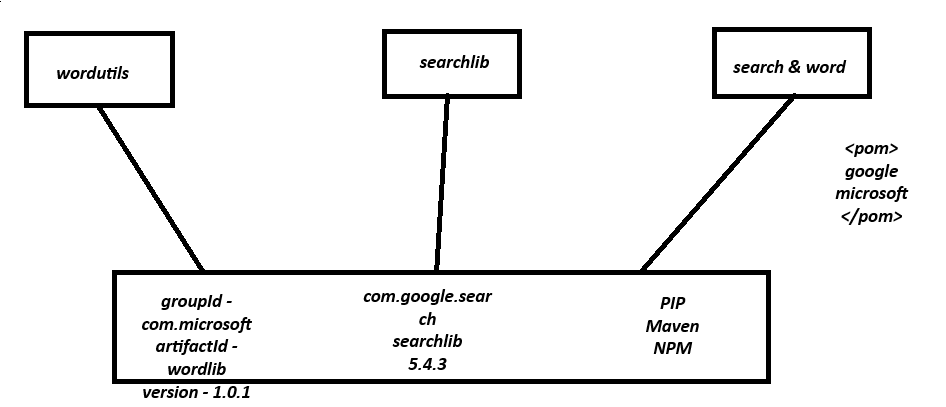 wordutils
searchlib
search & word
<pom>
google
microsoft
</pom>
groupId -
com.microsoft
artifactId -
wordlib
version - 1.0.1
com.google.sear
ch
searchlib
5.4.3
PIP
Maven
NPM